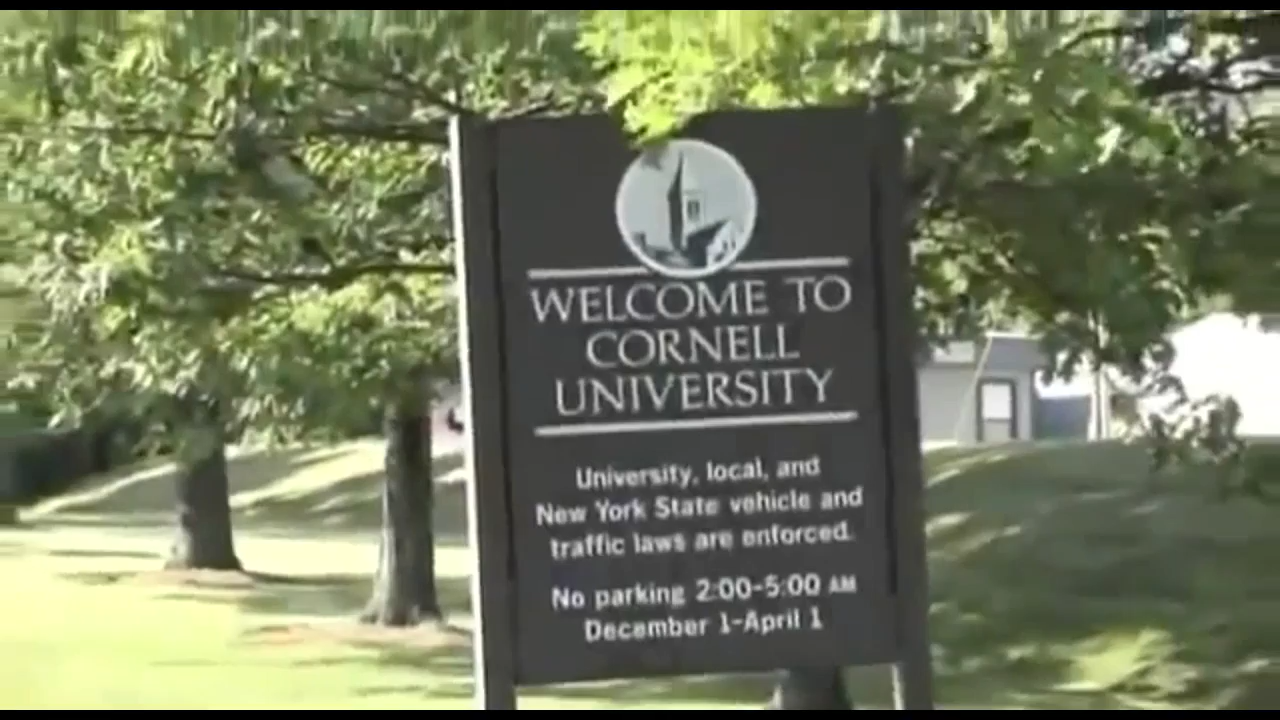 WELCOME TO
CORNELL
UNIVERSITY
University, local, and
New York State vehicle and
traffic laws are enforced.
No parking 2:00-5:00 AM
December 1-April 1